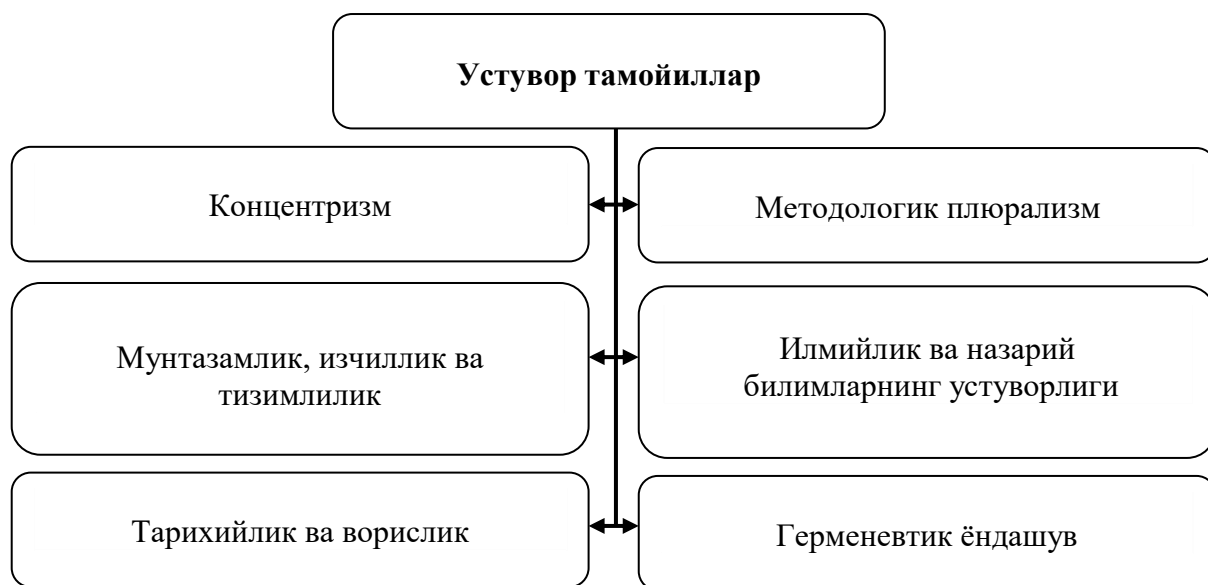 Устувор тамойиллар
Концентризм
Методологик плюрализм
Мунтазамлик, изчиллик ва
тизимлилик
Илмийлик ва назарий
билимларнинг устуворлиги
Тарихийлик ва ворислик
Герменевтик ёндашув